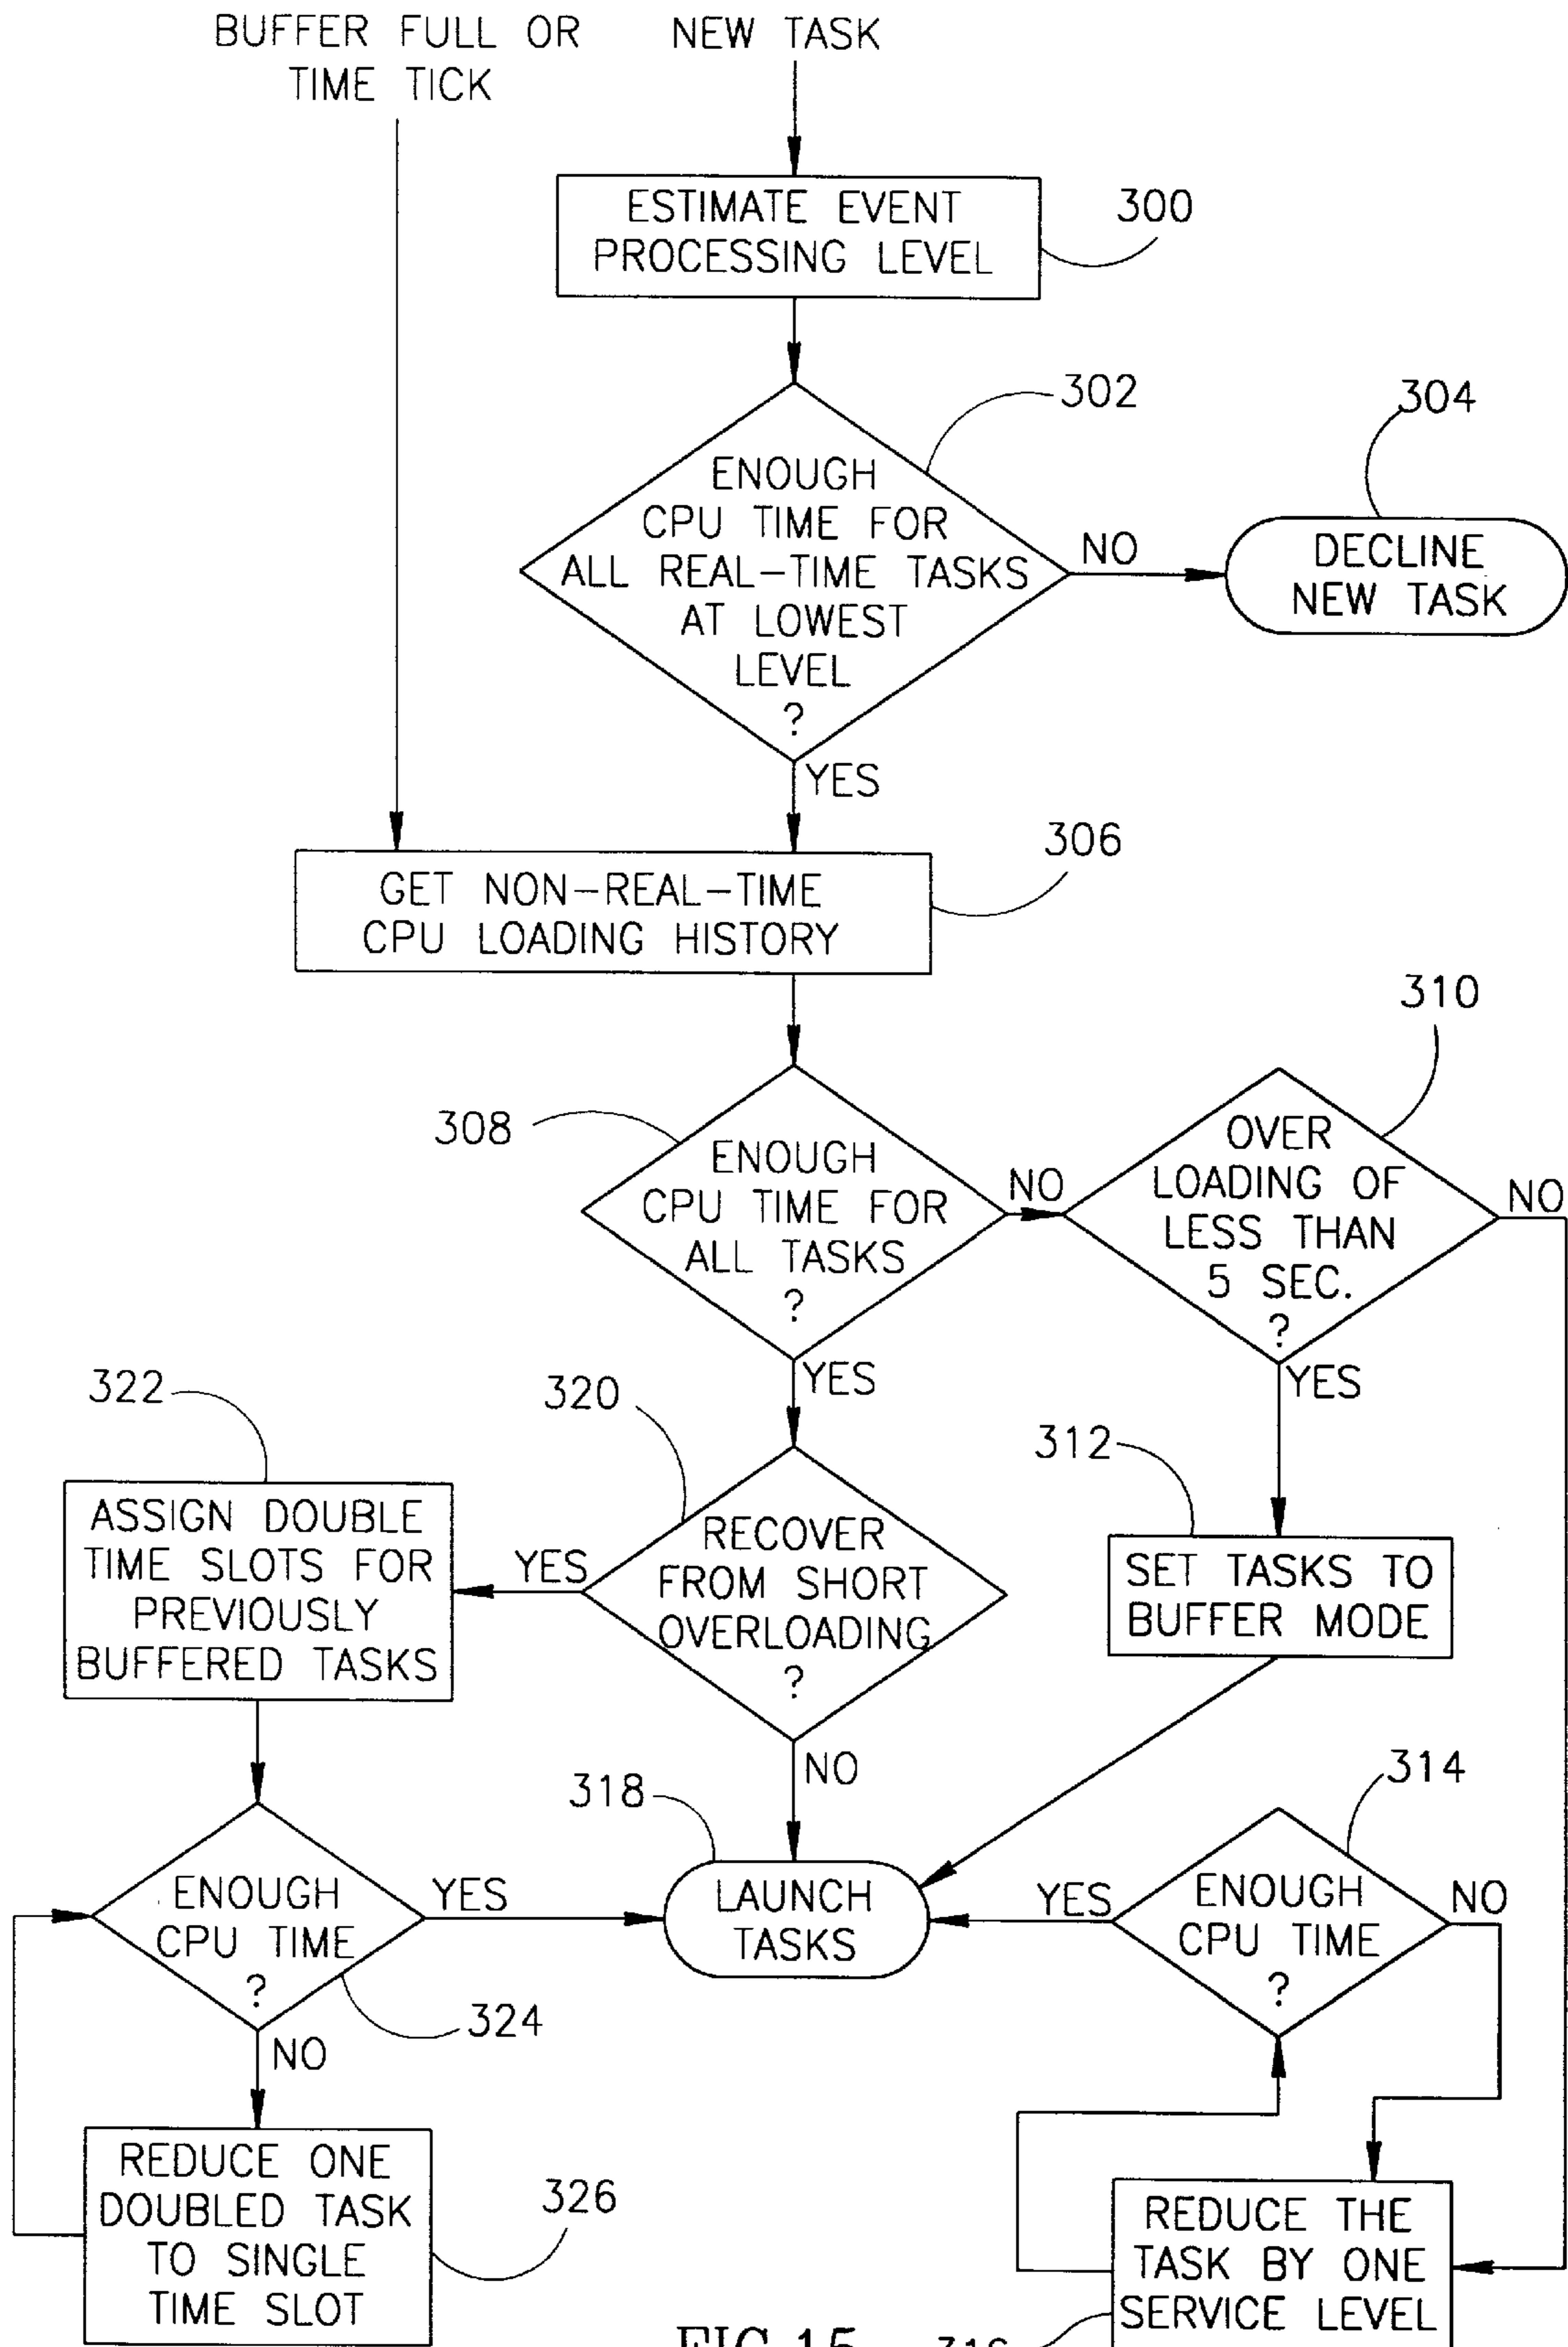 BUFFER FULL OR
TIME TICK
NEW TASK
ESTIMATE EVENT
PROCESSING LEVEL
300
302
ENOUGH
CPU TIME FOR
ALL REAL-TIME TASKS
AT LOWEST
LEVEL
?
NO
304
DECLINE
NEW TASK
YES
306
GET NON-REAL-TIME
CPU LOADING HISTORY
308
ENOUGH
CPU TIME FOR
ALL TASKS
?
NO
310
OVER
LOADING OF
LESS THAN
5 SEC.
?
NO
YES
YES
322
320
312
ASSIGN DOUBLE
TIME SLOTS FOR
PREVIOUSLY
BUFFERED TASKS
YES
RECOVER
FROM SHORT
OVERLOADING
?
SET TASKS TO
BUFFER MODE
NO
318
314
ENOUGH
CPU TIME
?
YES
LAUNCH
TASKS
YES
ENOUGH
CPU TIME
?
NO
324
NO
REDUCE ONE
DOUBLED TASK
TO SINGLE
TIME SLOT
326
REDUCE THE
TASK BY ONE
SERVICE LEVEL
316
FIG.15